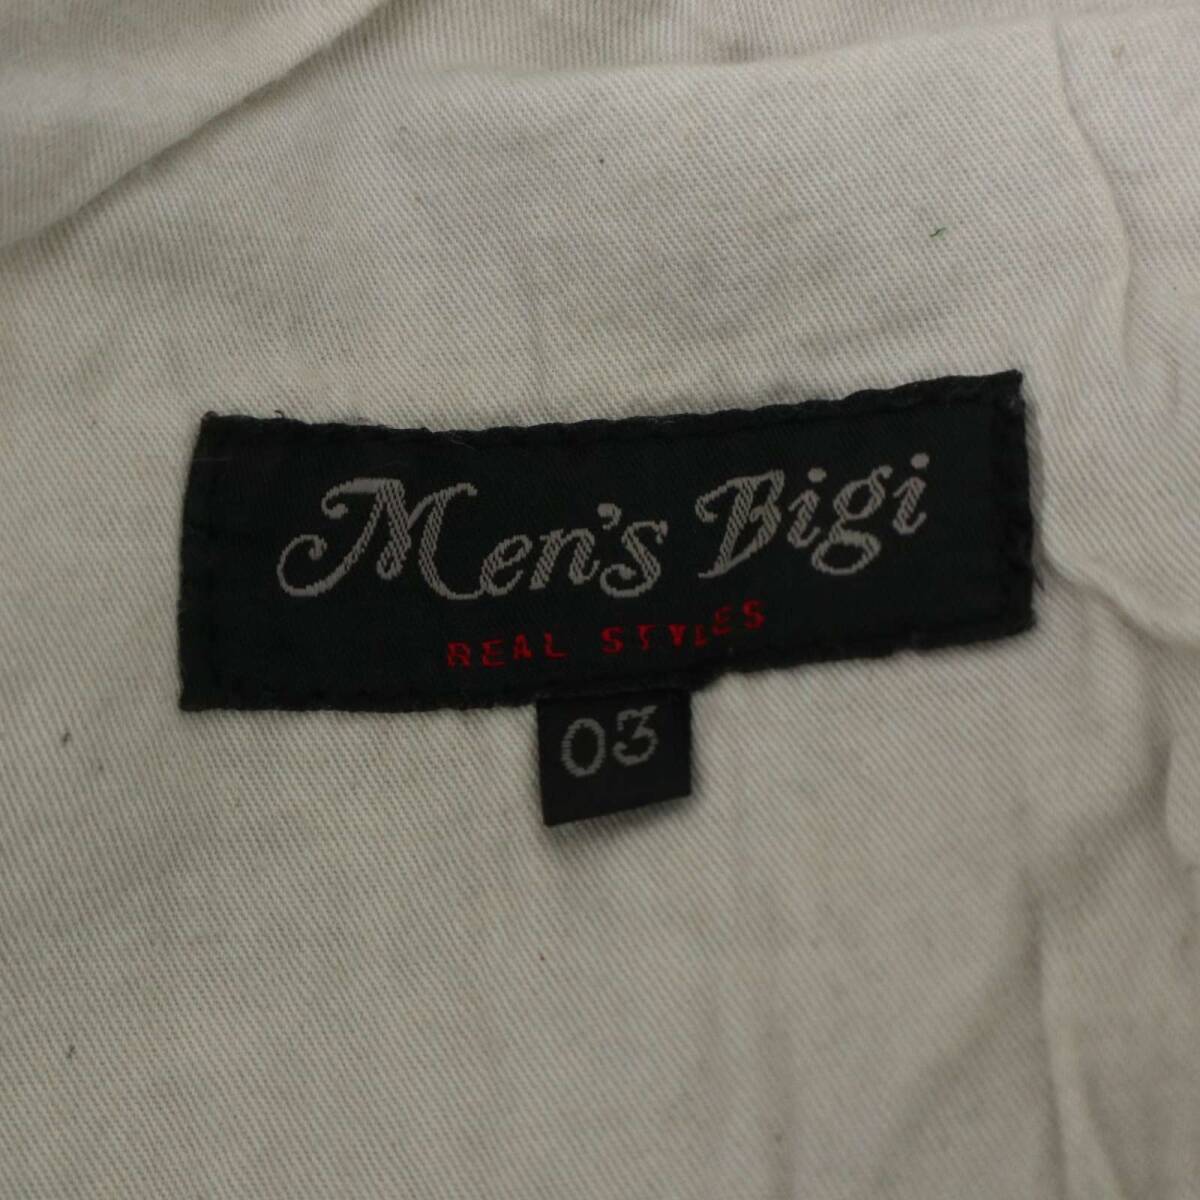 Men's Bigi
REAL STYLES
03